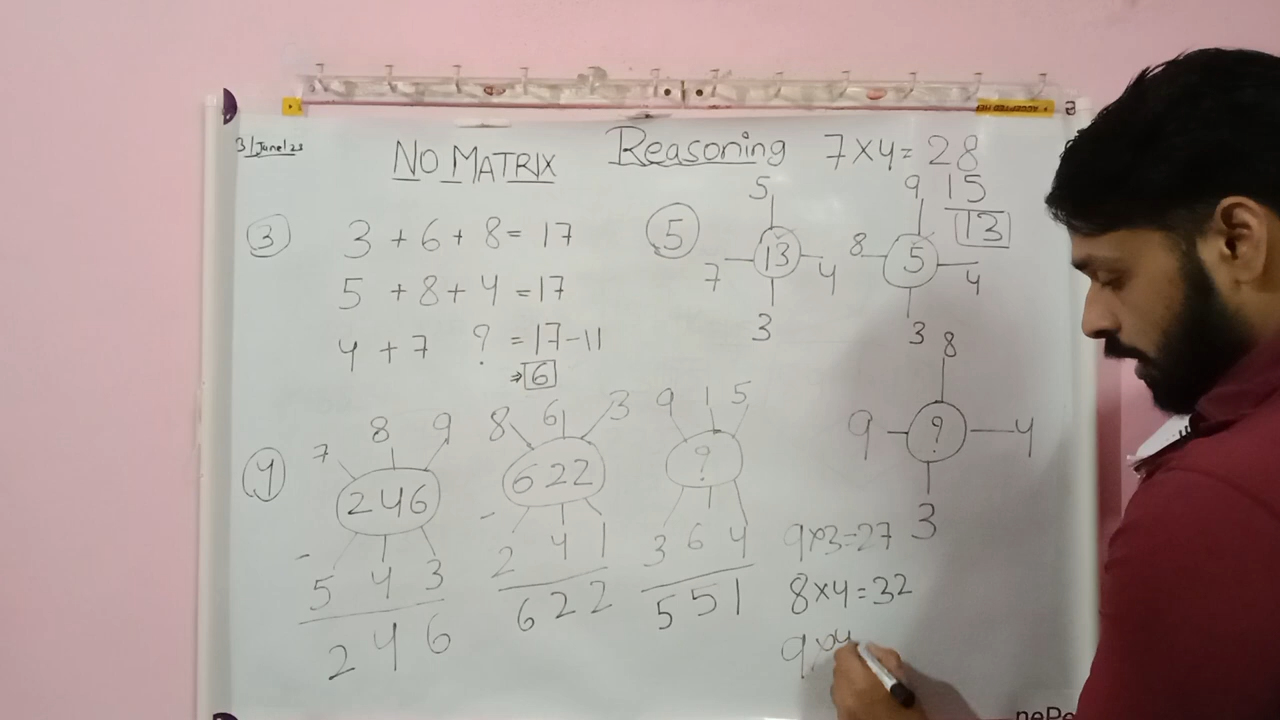 3/June/23
NO MATRIX
Reasoning
7x4=28
15
13
3
3 + 6 + 8 = 17
5 + 8 + 4 = 17
4 + 7 ? = 17-11
⇒ 6
5
5
7 13 4
3
9
8 5 4
3
8
9 ? 4
3
4
7 8 9
246
- 5 4 3
2 4 6
8 6 3
622
- 2 4 1
6 2 2
9 1 5
?
3 6 4
5 5 1
9x3=27
8x4=32
9x4